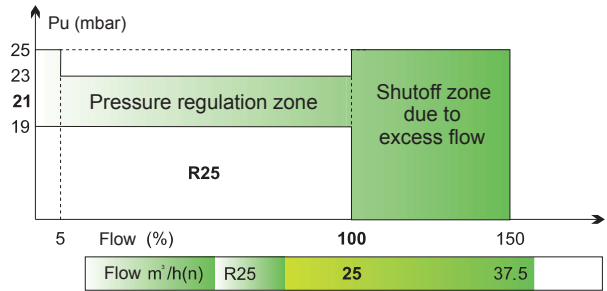 Pu (mbar)
25
23
21
19
Pressure regulation zone
Shutoff zone
due to
excess flow
R25
5 Flow (%) 100 150
Flow m³/h(n) R25 25 37.5